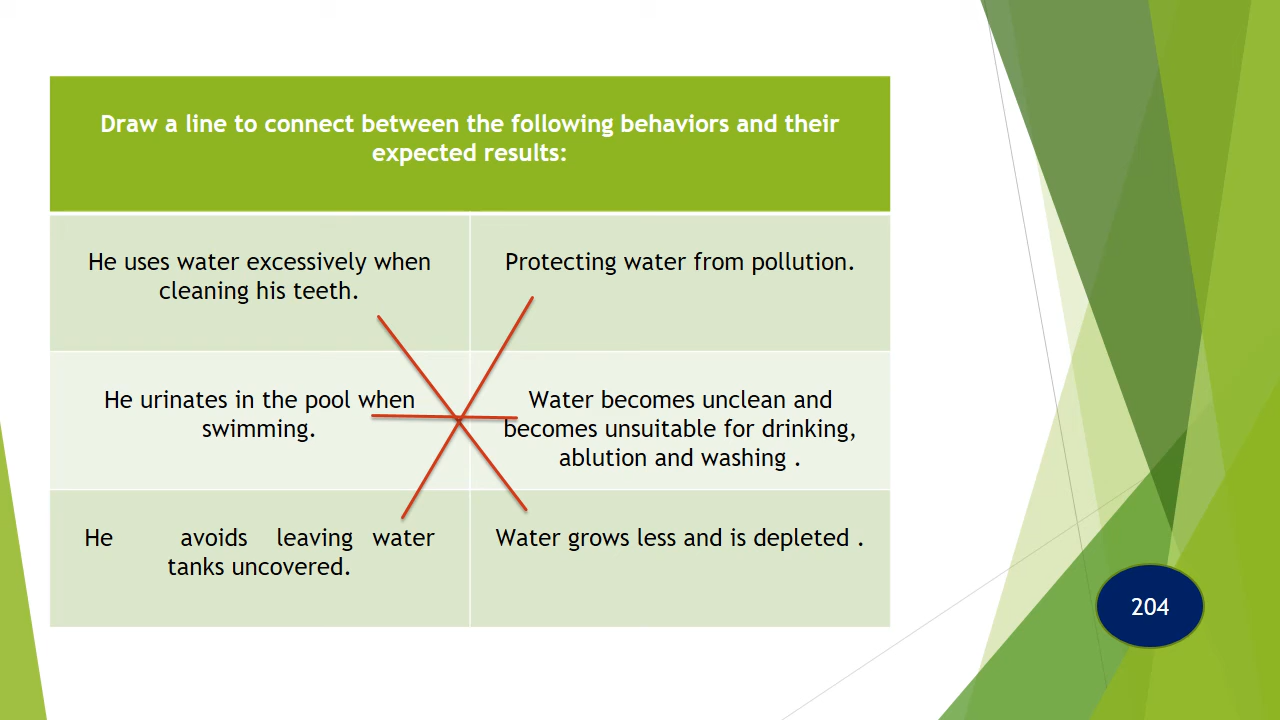 Draw a line to connect between the following behaviors and their
expected results:
He uses water excessively when
cleaning his teeth.
Protecting water from pollution.
He urinates in the pool when
swimming.
Water becomes unclean and
becomes unsuitable for drinking,
ablution and washing .
He avoids leaving water
tanks uncovered.
Water grows less and is depleted .
204